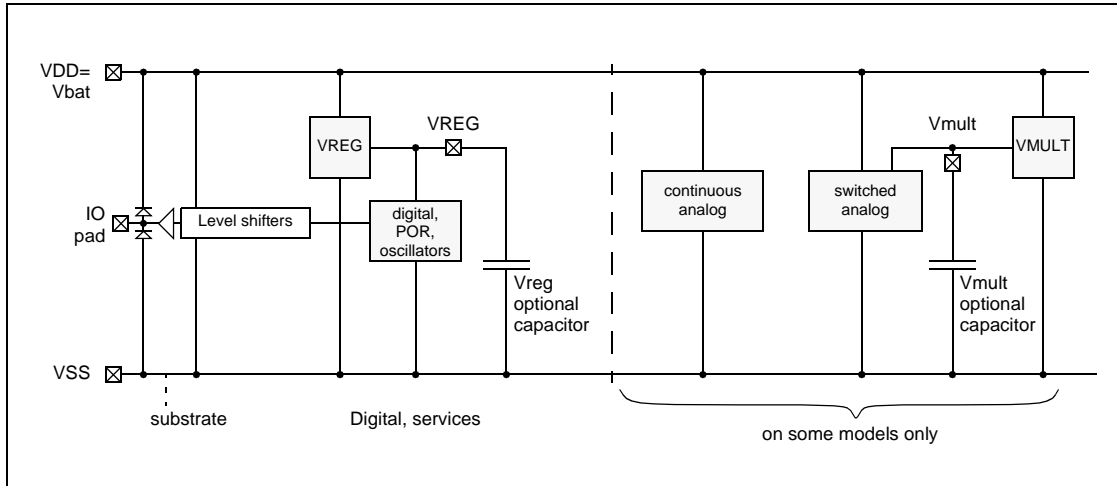 VDD=
Vbat
VREG
VREG
Vmult
VMULT
continuous
analog
switched
analog
IO
pad
Level shifters
digital,
POR,
oscillators
Vreg
optional
capacitor
Vmult
optional
capacitor
VSS
substrate
Digital, services
on some models only